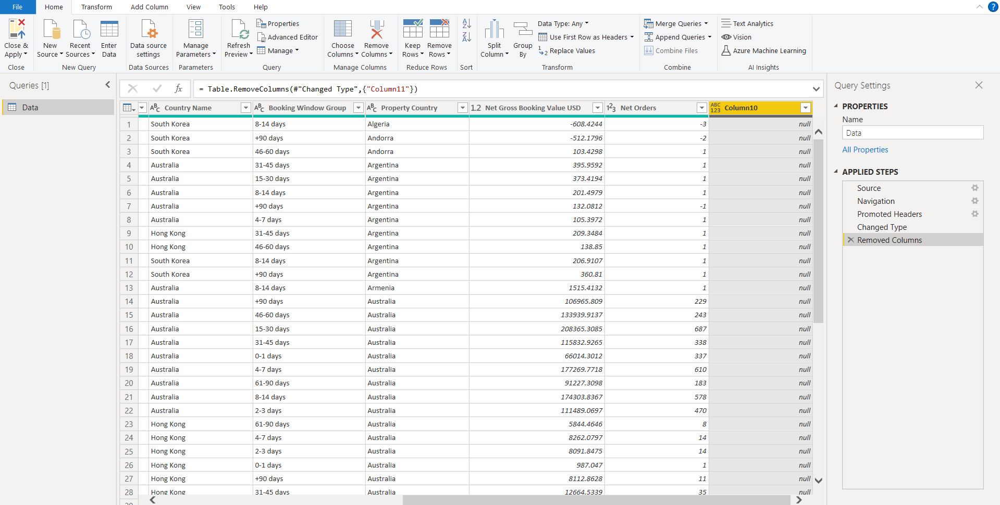 File Home Transform Add Column View Tools Help ?
Close & Apply
Close
New Source
Recent Sources
Enter Data
New Query
Data source settings
Data Sources
Manage Parameters
Parameters
Refresh Preview
Properties
Advanced Editor
Manage
Query
Choose Columns
Remove Columns
Manage Columns
Keep Rows
Remove Rows
Reduce Rows
A Z
Z A
Sort
Split Column
Group By
Data Type: Any
Use First Row as Headers
1 2 Replace Values
Transform
Merge Queries
Append Queries
Combine Files
Combine
Text Analytics
Vision
Azure Machine Learning
AI Insights
Queries [1]
Data
fx = Table.RemoveColumns(#"Changed Type",{"Column11"})
ABC Country Name ABC Booking Window Group ABC Property Country 1.2 Net Gross Booking Value USD 123 Net Orders ABC 123 Column10
1 South Korea 8-14 days Algeria -608.4244 -3 null
2 South Korea +90 days Andorra -512.1796 -2 null
3 South Korea 46-60 days Andorra 103.4298 1 null
4 Australia 31-45 days Argentina 395.9592 1 null
5 Australia 15-30 days Argentina 373.4194 1 null
6 Australia 8-14 days Argentina 201.4979 1 null
7 Australia +90 days Argentina 132.0812 -1 null
8 Australia 4-7 days Argentina 105.3972 1 null
9 Hong Kong 31-45 days Argentina 209.3484 1 null
10 Hong Kong 46-60 days Argentina 138.85 1 null
11 South Korea 8-14 days Argentina 206.9107 1 null
12 South Korea +90 days Argentina 360.81 1 null
13 Australia 8-14 days Armenia 1515.4132 1 null
14 Australia +90 days Australia 106965.809 229 null
15 Australia 46-60 days Australia 133939.9137 243 null
16 Australia 15-30 days Australia 208365.3085 687 null
17 Australia 31-45 days Australia 115832.9265 338 null
18 Australia 0-1 days Australia 66014.3012 337 null
19 Australia 4-7 days Australia 177269.7718 610 null
20 Australia 61-90 days Australia 91227.3098 183 null
21 Australia 8-14 days Australia 174303.8367 578 null
22 Australia 2-3 days Australia 111489.0697 470 null
23 Hong Kong 61-90 days Australia 5844.4646 8 null
24 Hong Kong 4-7 days Australia 8262.0797 14 null
25 Hong Kong 2-3 days Australia 8091.8475 14 null
26 Hong Kong 0-1 days Australia 987.047 1 null
27 Hong Kong +90 days Australia 8112.8628 11 null
28 Hong Kong 31-45 days Australia 12664.5339 35 null
Query Settings
PROPERTIES
Name
Data
All Properties
APPLIED STEPS
Source
Navigation
Promoted Headers
Changed Type
Removed Columns